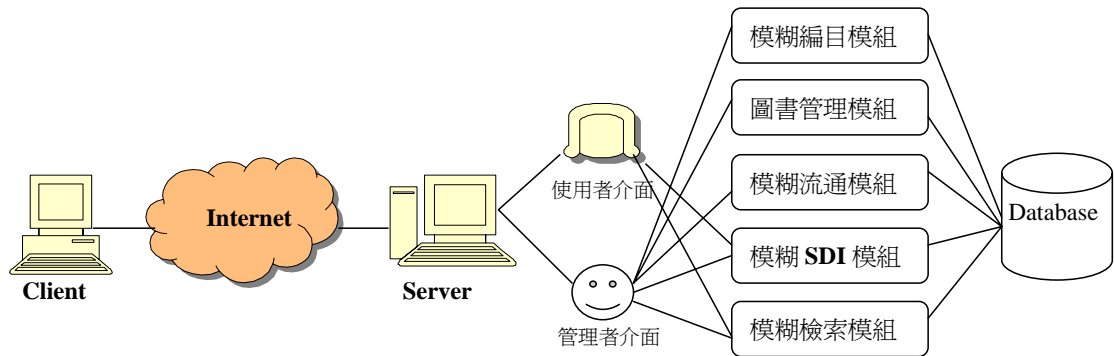 Client
Internet
Server
使用者介面
管理者介面
模糊編目模組
圖書管理模組
模糊流通模組
模糊 SDI 模組
模糊檢索模組
Database